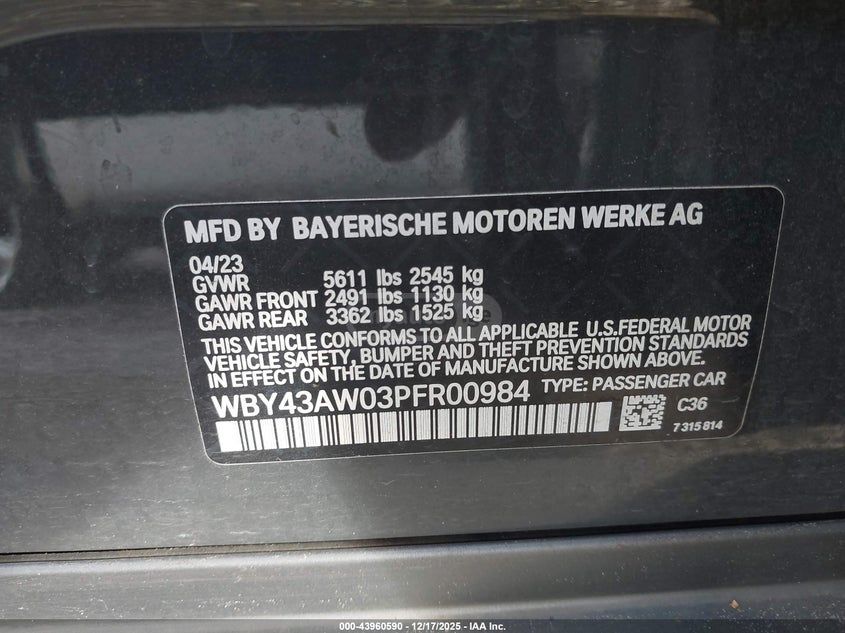 MFD BY BAYERISCHE MOTOREN WERKE AG
04/23
GVWR 5611 lbs 2545 kg
GAWR FRONT 2491 lbs 1130 kg
GAWR REAR 3362 lbs 1525 kg
THIS VEHICLE CONFORMS TO ALL APPLICABLE U.S.FEDERAL MOTOR
VEHICLE SAFETY, BUMPER AND THEFT PREVENTION STANDARDS
IN EFFECT ON THE DATE OF MANUFACTURE SHOWN ABOVE.
WBY43AW03PFR00984 TYPE: PASSENGER CAR
C36
7 315 814
000-43960590 - 12/17/2025 - IAA Inc.